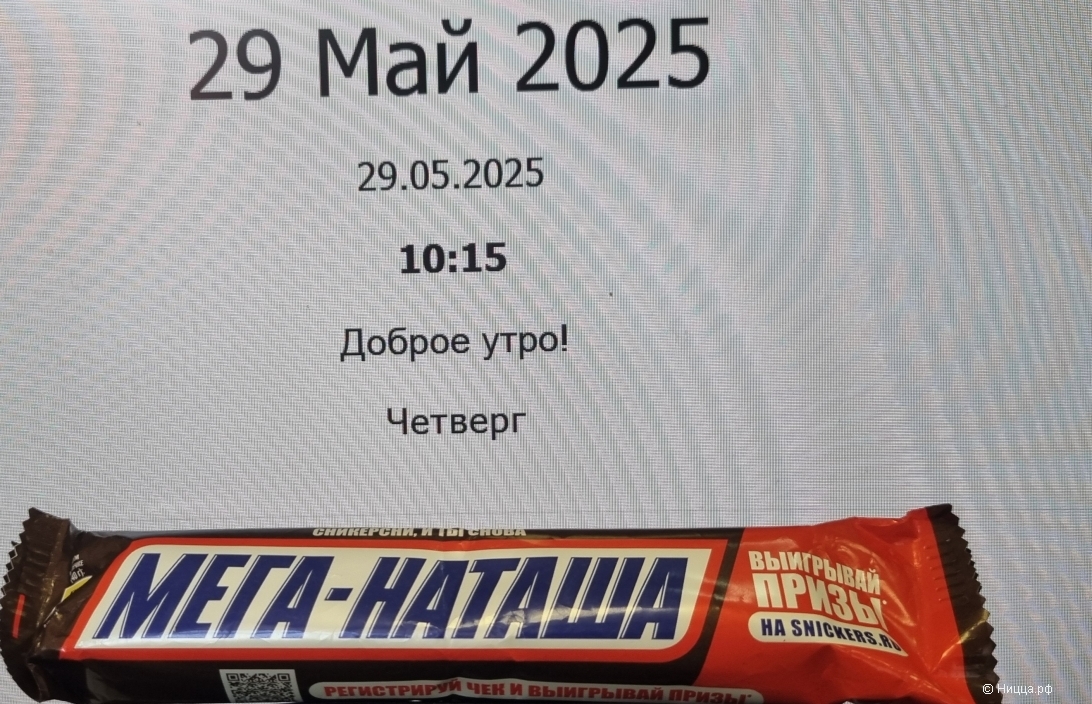 29 Май 2025
29.05.2025
10:15
Доброе утро!
Четверг
СНИКЕРСНИ, И ТЫ СНОВА
МЕГА-НАТАША
ВЫИГРЫВАЙ
ПРИЗЫ*
НА SNICKERS.RU
РЕГИСТРИРУЙ ЧЕК И ВЫИГРЫВАЙ ПРИЗЫ*
© Ницца.рф